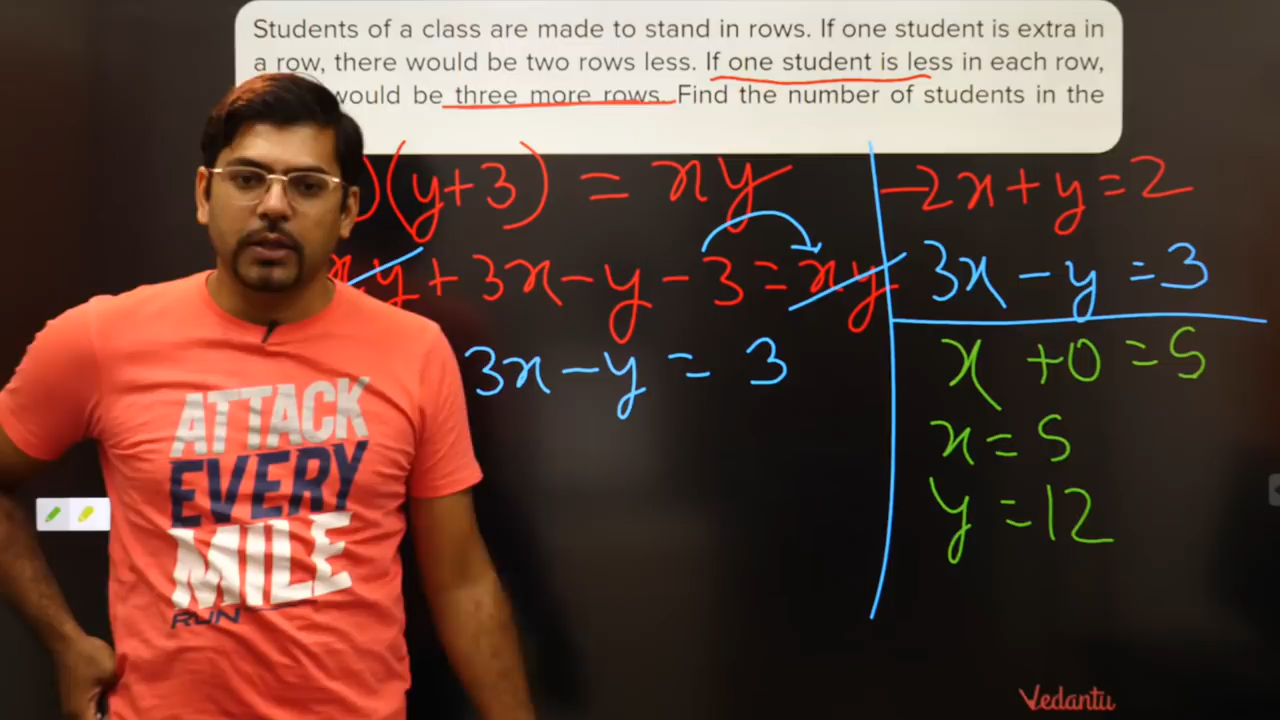 Students of a class are made to stand in rows. If one student is extra in
a row, there would be two rows less. If one student is less in each row,
would be three more rows. Find the number of students in the
)(y+3) = xy
xy + 3x - y - 3 = xy
3x - y = 3
-2x + y = 2
3x - y = 3
x + 0 = 5
x = 5
y = 12
ATTACK
EVERY
MILE
RUN
Vedantu